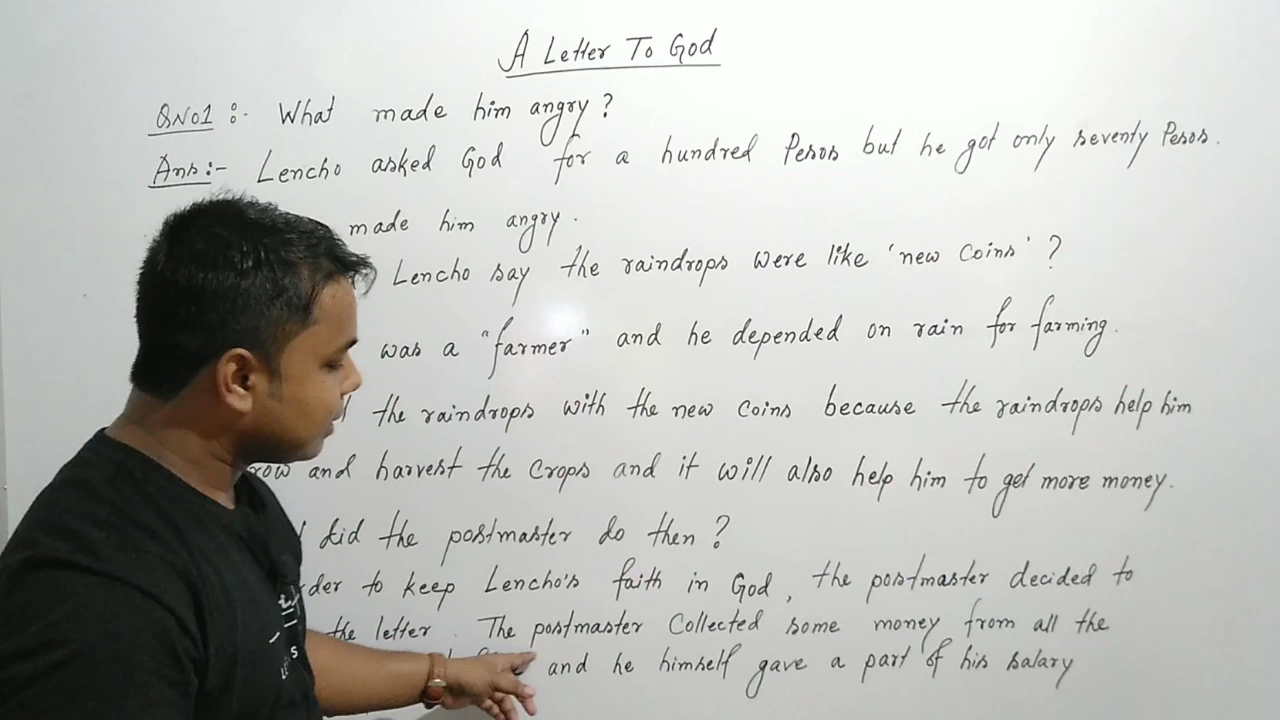 A Letter To God
QNo1 :- What made him angry?
Ans:- Lencho asked God for a hundred Pesos but he got only seventy Pesos.
made him angry.
Lencho say the raindrops were like 'new Coins'?
was a "farmer" and he depended on rain for farming.
the raindrops with the new Coins because the raindrops help him
and harvest the Crops and it will also help him to get more money.
did the postmaster do then?
to keep Lencho's faith in God, the postmaster decided to
the letter. The postmaster Collected some money from all the
and he himself gave a part of his salary